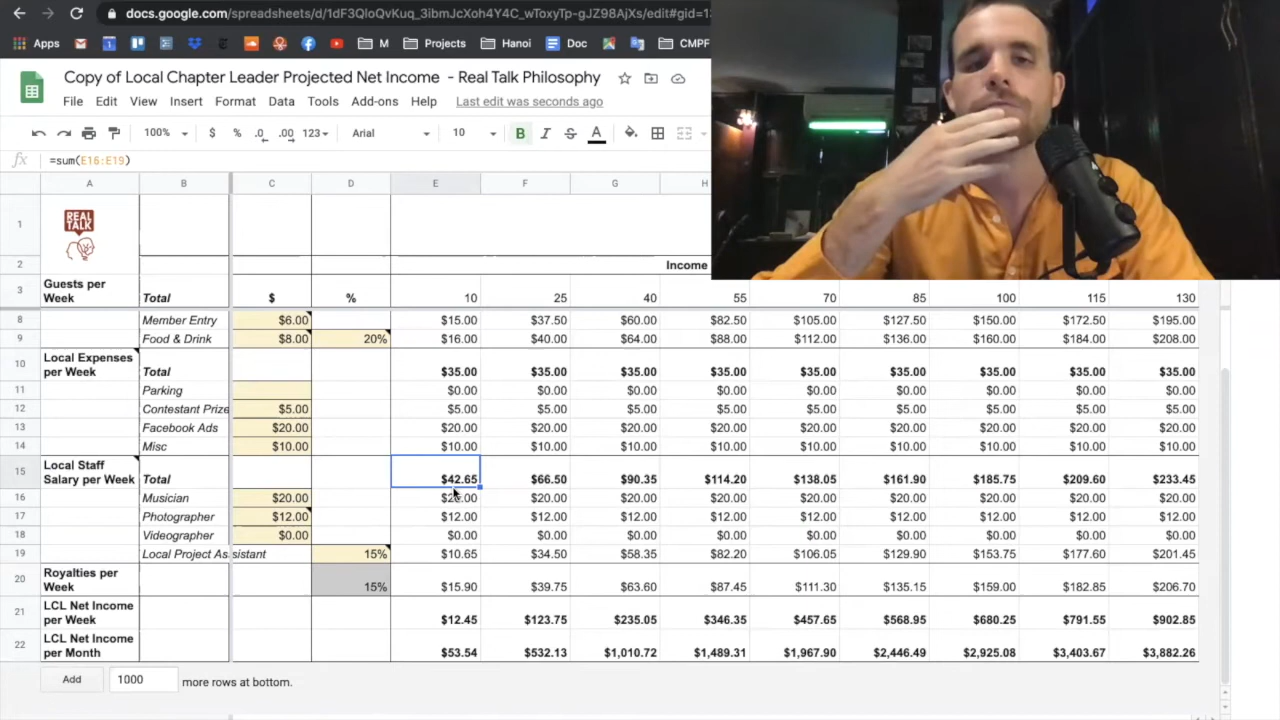 docs.google.com/spreadsheets/d/1dF3QloQvKuq_3ibmJcXoh4Y4C_wToxyTp-gJZ98AjXs/edit#gid=1
Apps M Projects Hanoi Doc CMPF
Copy of Local Chapter Leader Projected Net Income - Real Talk Philosophy
File Edit View Insert Format Data Tools Add-ons Help Last edit was seconds ago
100% $ % .0 .00 123 Arial 10 B I S A
fx =sum(E16:E19)
A B C D E F G H
1 REAL TALK
2 Income
3 Guests per Week Total $ % 10 25 40 55 70 85 100 115 130
8 Member Entry $6.00 $15.00 $37.50 $60.00 $82.50 $105.00 $127.50 $150.00 $172.50 $195.00
9 Food & Drink $8.00 20% $16.00 $40.00 $64.00 $88.00 $112.00 $136.00 $160.00 $184.00 $208.00
10 Local Expenses per Week Total $35.00 $35.00 $35.00 $35.00 $35.00 $35.00 $35.00 $35.00 $35.00
11 Parking $0.00 $0.00 $0.00 $0.00 $0.00 $0.00 $0.00 $0.00 $0.00
12 Contestant Prize $5.00 $5.00 $5.00 $5.00 $5.00 $5.00 $5.00 $5.00 $5.00 $5.00
13 Facebook Ads $20.00 $20.00 $20.00 $20.00 $20.00 $20.00 $20.00 $20.00 $20.00 $20.00
14 Misc $10.00 $10.00 $10.00 $10.00 $10.00 $10.00 $10.00 $10.00 $10.00 $10.00
15 Local Staff Salary per Week Total $42.65 $66.50 $90.35 $114.20 $138.05 $161.90 $185.75 $209.60 $233.45
16 Musician $20.00 $20.00 $20.00 $20.00 $20.00 $20.00 $20.00 $20.00 $20.00 $20.00
17 Photographer $12.00 $12.00 $12.00 $12.00 $12.00 $12.00 $12.00 $12.00 $12.00 $12.00
18 Videographer $0.00 $0.00 $0.00 $0.00 $0.00 $0.00 $0.00 $0.00 $0.00 $0.00
19 Local Project Assistant 15% $10.65 $34.50 $58.35 $82.20 $106.05 $129.90 $153.75 $177.60 $201.45
20 Royalties per Week 15% $15.90 $39.75 $63.60 $87.45 $111.30 $135.15 $159.00 $182.85 $206.70
21 LCL Net Income per Week $12.45 $123.75 $235.05 $346.35 $457.65 $568.95 $680.25 $791.55 $902.85
22 LCL Net Income per Month $53.54 $532.13 $1,010.72 $1,489.31 $1,967.90 $2,446.49 $2,925.08 $3,403.67 $3,882.26
Add 1000 more rows at bottom.